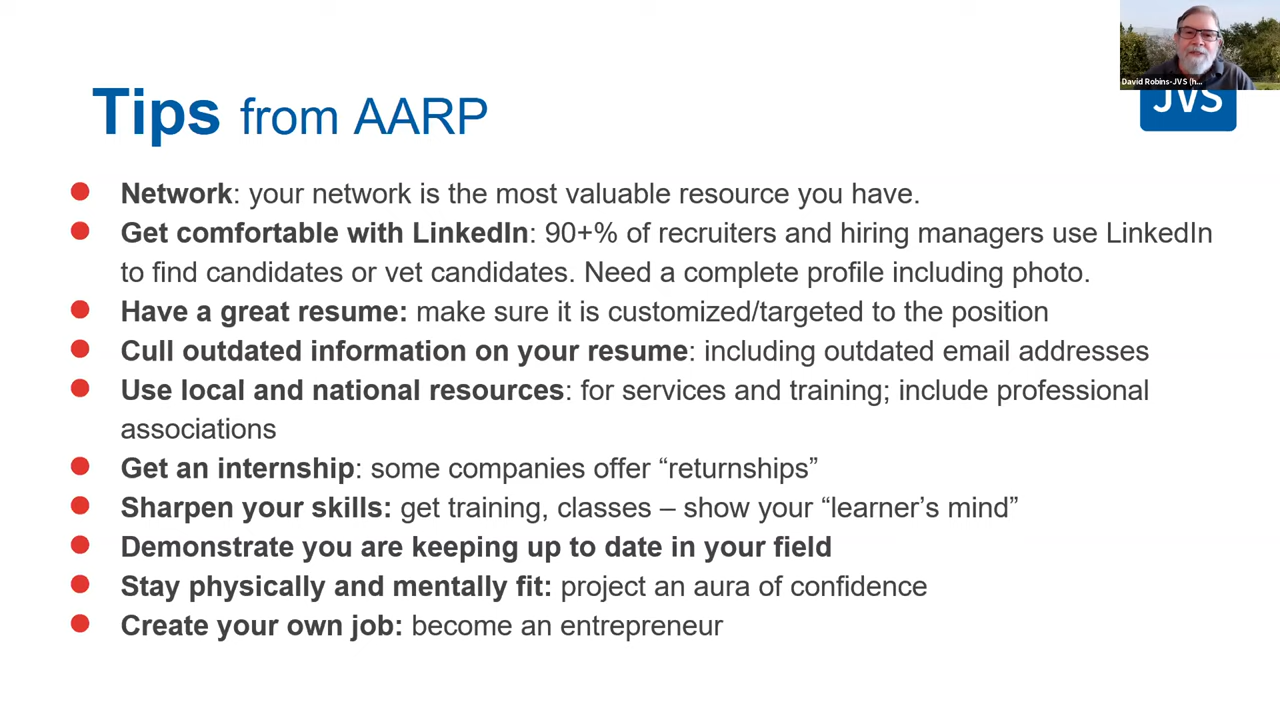 David Robins-JVS (h...
JVS
Tips from AARP
Network: your network is the most valuable resource you have.
Get comfortable with LinkedIn: 90+% of recruiters and hiring managers use LinkedIn
to find candidates or vet candidates. Need a complete profile including photo.
Have a great resume: make sure it is customized/targeted to the position
Cull outdated information on your resume: including outdated email addresses
Use local and national resources: for services and training; include professional
associations
Get an internship: some companies offer “returnships”
Sharpen your skills: get training, classes – show your “learner’s mind”
Demonstrate you are keeping up to date in your field
Stay physically and mentally fit: project an aura of confidence
Create your own job: become an entrepreneur